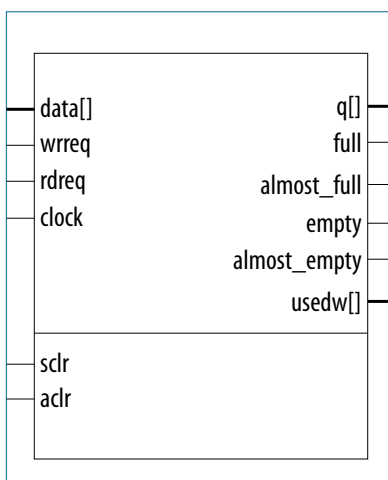 data[]
wrreq
rdreq
clock
q[]
full
almost_full
empty
almost_empty
usedw[]
sclr
aclr